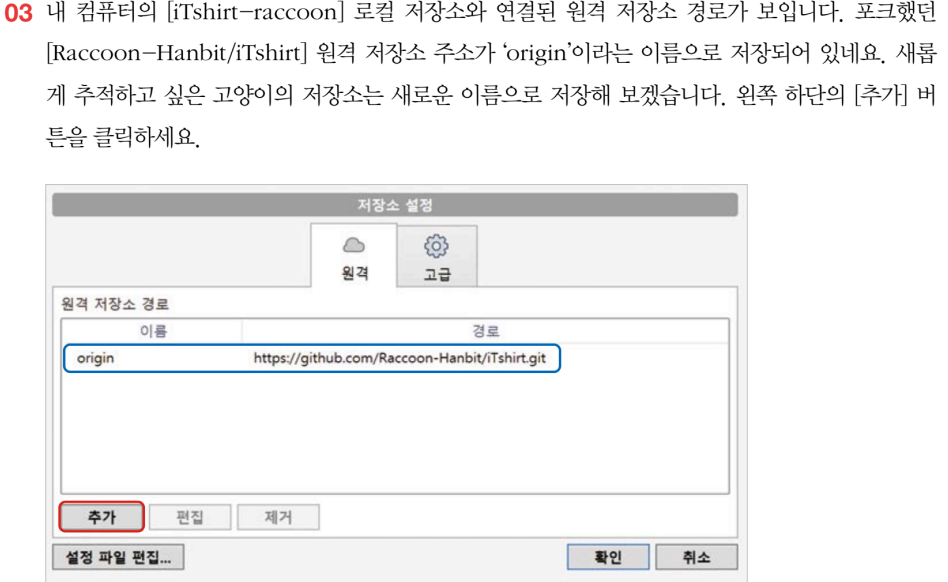 03 내 컴퓨터의 [iTshirt-raccoon] 로컬 저장소와 연결된 원격 저장소 경로가 보입니다. 포크했던
[Raccoon-Hanbit/iTshirt] 원격 저장소 주소가 ‘origin’이라는 이름으로 저장되어 있네요. 새롭
게 추적하고 싶은 고양이의 저장소는 새로운 이름으로 저장해 보겠습니다. 왼쪽 하단의 [추가] 버
튼을 클릭하세요.
저장소 설정
원격 고급
원격 저장소 경로
이름 경로
origin https://github.com/Raccoon-Hanbit/iTshirt.git
추가 편집 제거
설정 파일 편집... 확인 취소